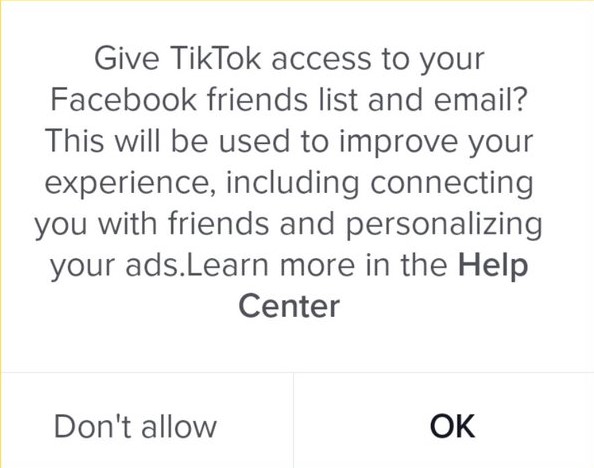 Give TikTok access to your
Facebook friends list and email?
This will be used to improve your
experience, including connecting
you with friends and personalizing
your ads.Learn more in the Help
Center
Don't allow
OK